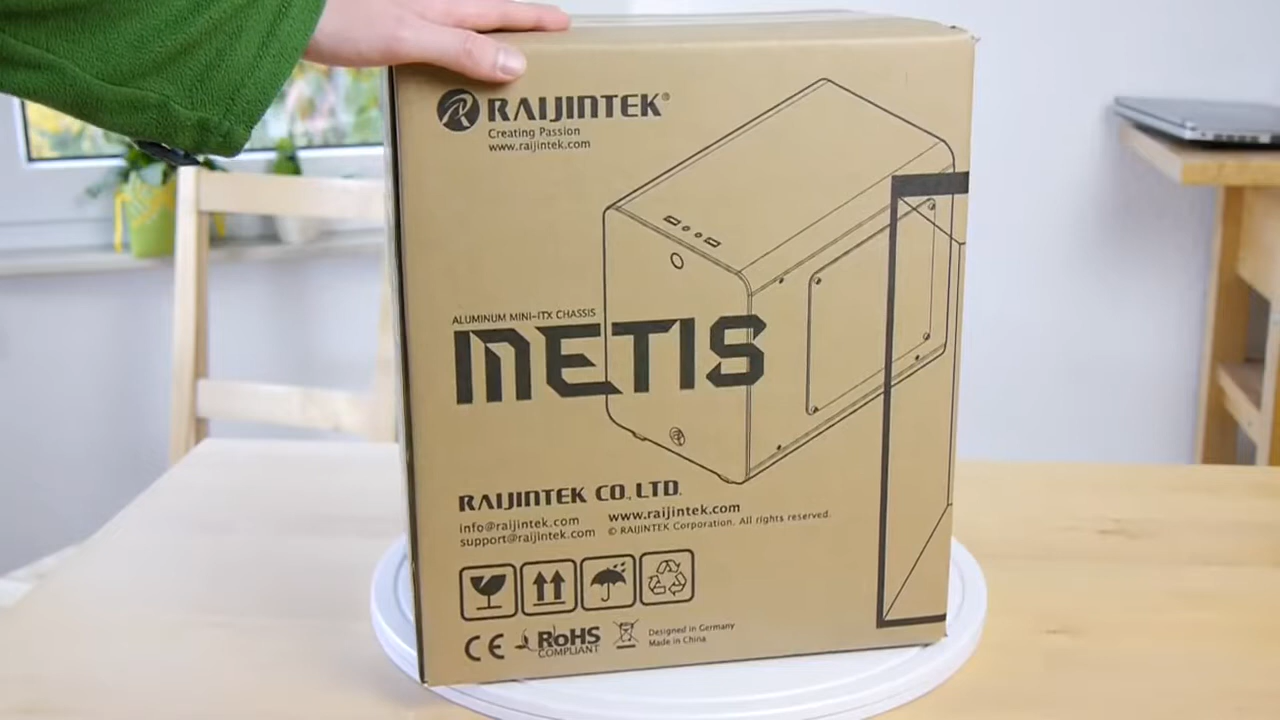 RAIJINTEK®
Creating Passion
www.raijintek.com
ALUMINUM MINI-ITX CHASSIS
METIS
RAIJINTEK CO., LTD.
info@raijintek.com
support@raijintek.com
www.raijintek.com
© RAIJINTEK Corporation. All rights reserved.
CE
RoHS
COMPLIANT
Designed in Germany
Made in China